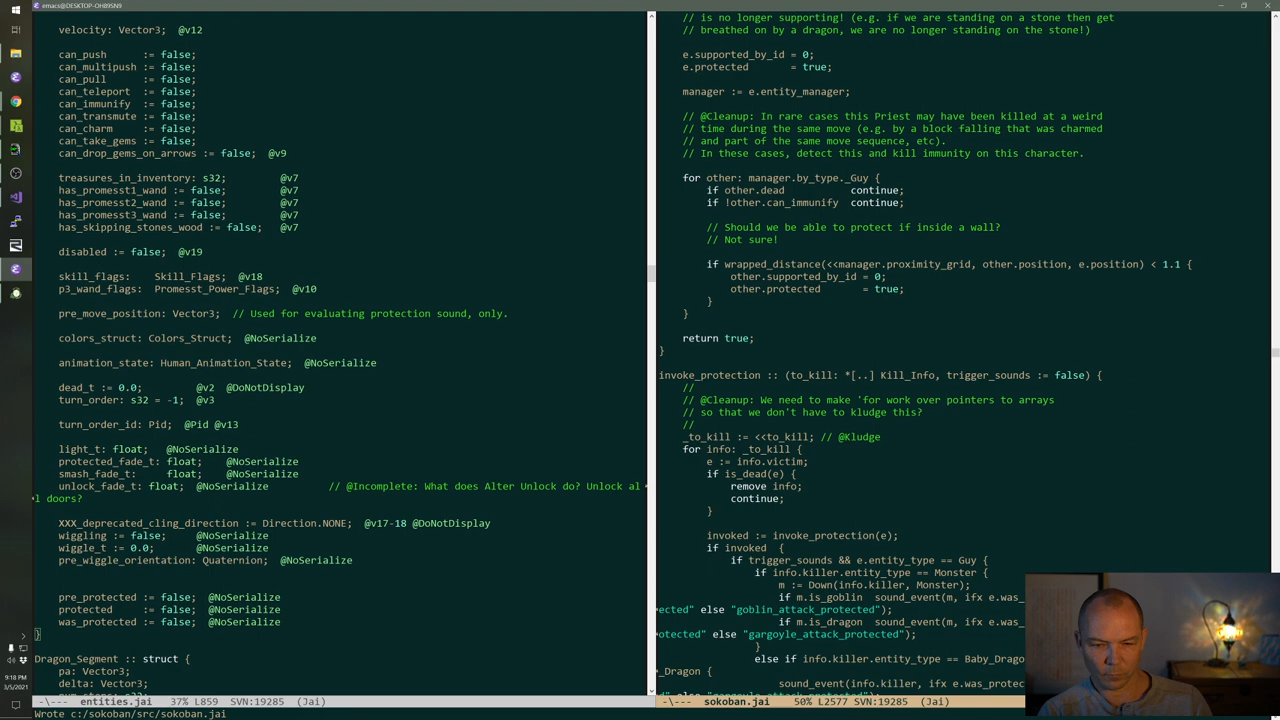 emacs@DESKTOP-OH89SN9
velocity: Vector3;  @v12
can_push      := false;
can_multipush := false;
can_pull      := false;
can_teleport  := false;
can_immunify  := false;
can_transmute := false;
can_charm     := false;
can_take_gems := false;
can_drop_gems_on_arrows := false;  @v9
treasures_in_inventory: s32;         @v7
has_promesst1_wand := false;         @v7
has_promesst2_wand := false;         @v7
has_promesst3_wand := false;         @v7
has_skipping_stones_wood := false;   @v7
disabled := false; @v19
skill_flags:    Skill_Flags;  @v18
p3_wand_flags:  Promesst_Power_Flags;  @v10
pre_move_position: Vector3;  // Used for evaluating protection sound, only.
colors_struct: Colors_Struct;  @NoSerialize
animation_state: Human_Animation_State; @NoSerialize
dead_t := 0.0;         @v2  @DoNotDisplay
turn_order: s32 = -1;  @v3
turn_order_id: Pid;  @Pid @v13
light_t: float;   @NoSerialize
protected_fade_t: float;    @NoSerialize
smash_fade_t:     float;    @NoSerialize
unlock_fade_t: float;  @NoSerialize          // @Incomplete: What does Alter Unlock do? Unlock al
l doors?
XXX_deprecated_cling_direction := Direction.NONE;  @v17-18 @DoNotDisplay
wiggling := false;     @NoSerialize
wiggle_t := 0.0;       @NoSerialize
pre_wiggle_orientation: Quaternion;  @NoSerialize
pre_protected := false;  @NoSerialize
protected     := false;  @NoSerialize
was_protected := false;  @NoSerialize
}
Dragon_Segment :: struct {
pa: Vector3;
delta: Vector3;
num_steps: s32;
-\---  entities.jai   37% L859  SVN:19285  (Jai)
Wrote c:/sokoban/src/sokoban.jai
// is no longer supporting! (e.g. if we are standing on a stone then get
// breathed on by a dragon, we are no longer standing on the stone!)
e.supported_by_id = 0;
e.protected       = true;
manager := e.entity_manager;
// @Cleanup: In rare cases this Priest may have been killed at a weird
// time during the same move (e.g. by a block falling that was charmed
// and part of the same move sequence, etc).
// In these cases, detect this and kill immunity on this character.
for other: manager.by_type._Guy {
if other.dead           continue;
if !other.can_immunify  continue;
// Should we be able to protect if inside a wall?
// Not sure!
if wrapped_distance(<<manager.proximity_grid, other.position, e.position) < 1.1 {
other.supported_by_id = 0;
other.protected       = true;
}
}
return true;
}
invoke_protection :: (to_kill: *[..] Kill_Info, trigger_sounds := false) {
//
// @Cleanup: We need to make 'for work over pointers to arrays
// so that we don't have to kludge this?
//
_to_kill := <<to_kill; // @Kludge
for info: _to_kill {
e := info.victim;
if is_dead(e) {
remove info;
continue;
}
invoked := invoke_protection(e);
if invoked  {
if trigger_sounds && e.entity_type == Guy {
if info.killer.entity_type == Monster {
m := Down(info.killer, Monster);
if m.is_goblin  sound_event(m, ifx e.was_
ected" else "goblin_attack_protected");
if m.is_dragon  sound_event(m, ifx e.was_
otected" else "gargoyle_attack_protected");
}
else if info.killer.entity_type == Baby_Drago
_Dragon {
sound_event(info.killer, ifx e.was_prote
d" else "gargoyle_attack_protected");
-\---  sokoban.jai    50% L2577 SVN:19285  (Jai)
9:18 PM
3/5/2021